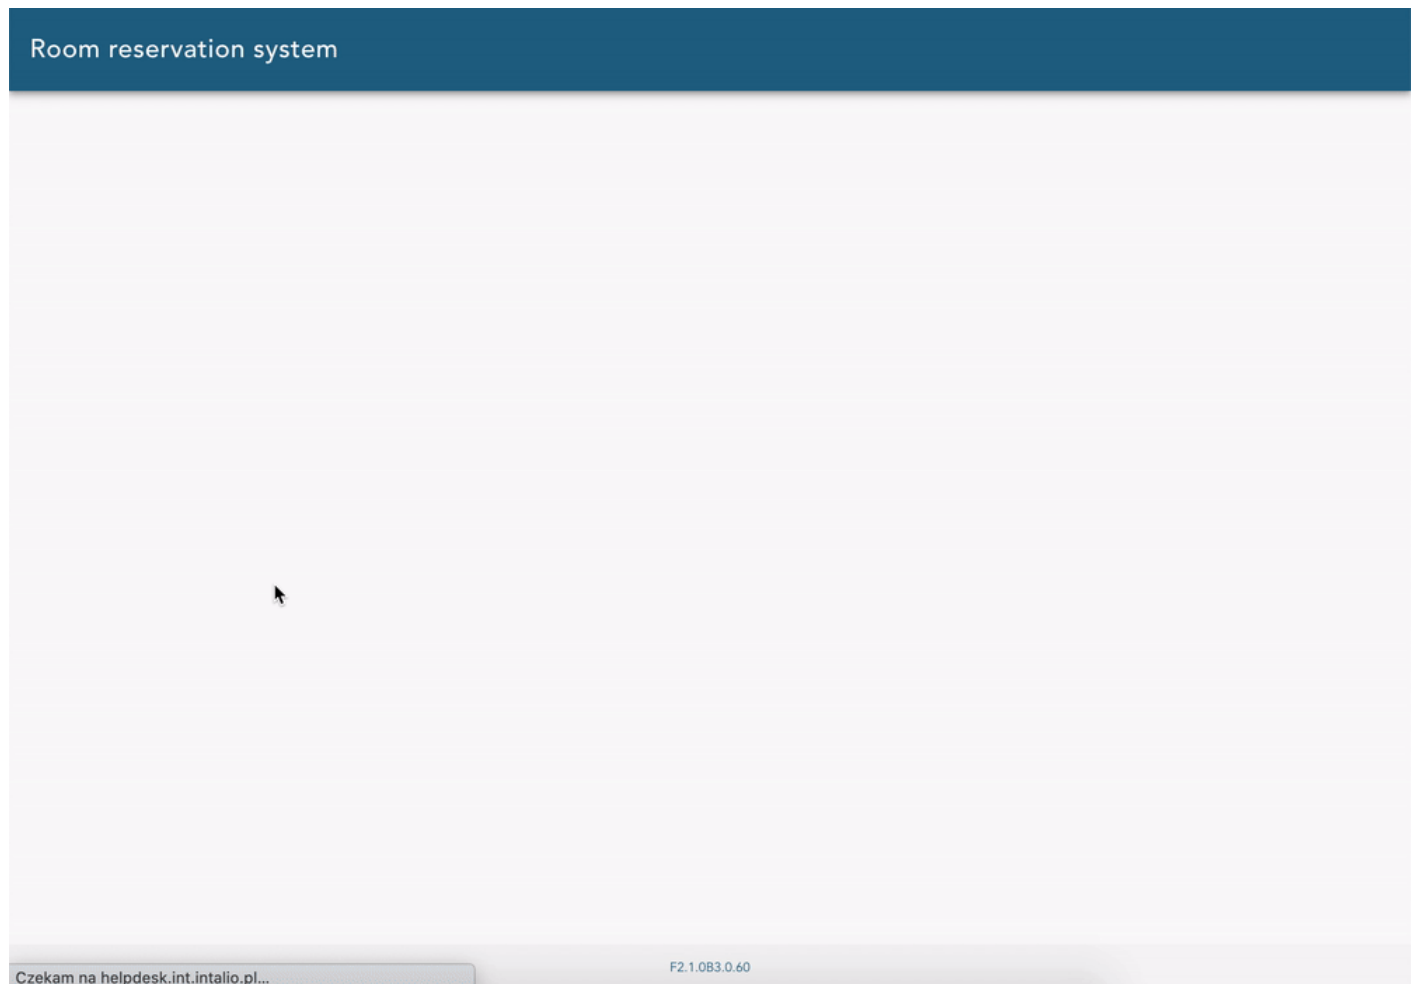 Room reservation system
F2.1.0B3.0.60
Czekam na helpdesk.int.intalio.pl...